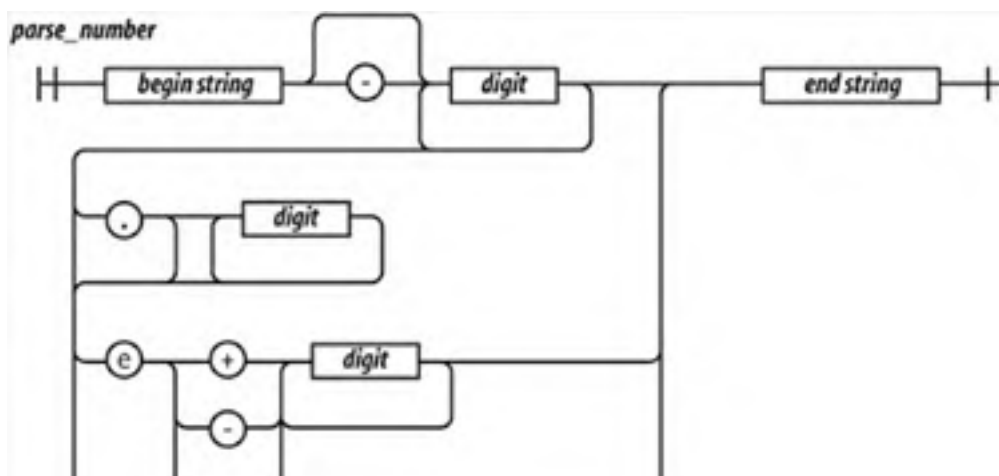 parse_number
begin string - digit end string
. digit
e + digit
-